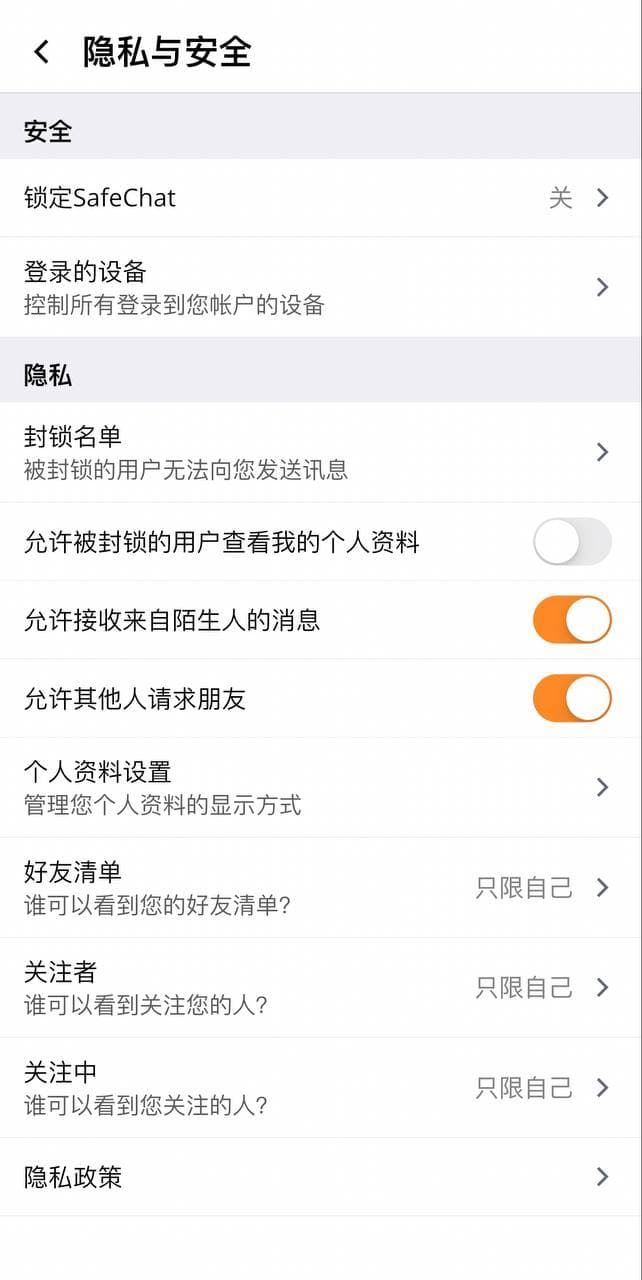 隐私与安全
安全
锁定SafeChat
关
登录的设备
控制所有登录到您帐户的设备
隐私
封锁名单
被封锁的用户无法向您发送讯息
允许被封锁的用户查看我的个人资料
允许接收来自陌生人的消息
允许其他人请求朋友
个人资料设置
管理您个人资料的显示方式
好友清单
谁可以看到您的好友清单?
只限自己
关注者
谁可以看到关注您的人?
只限自己
关注中
谁可以看到您关注的人?
只限自己
隐私政策